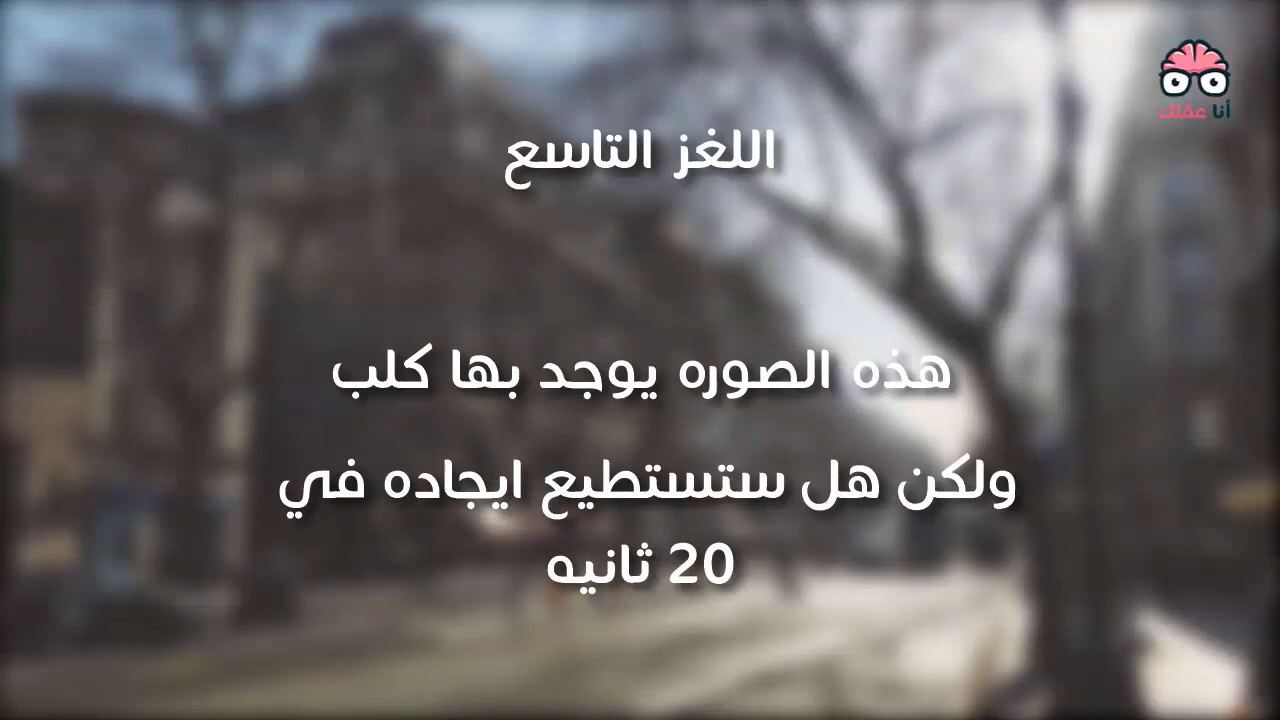 أنا عقلك
اللغز التاسع
هذه الصوره يوجد بها كلب
ولكن هل ستستطيع ايجاده في
20 ثانيه